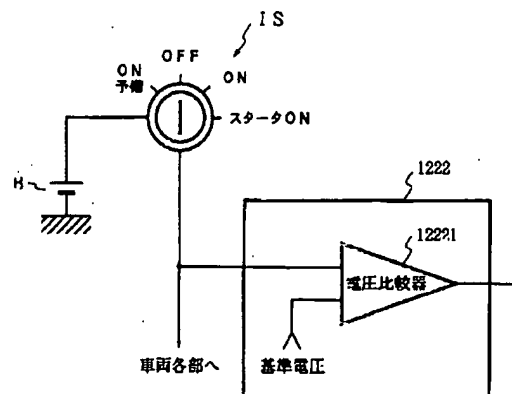 IS
OFF
ON
予備
ON
スタータON
B
1222
12221
電圧比較器
車両各部へ
基準電圧